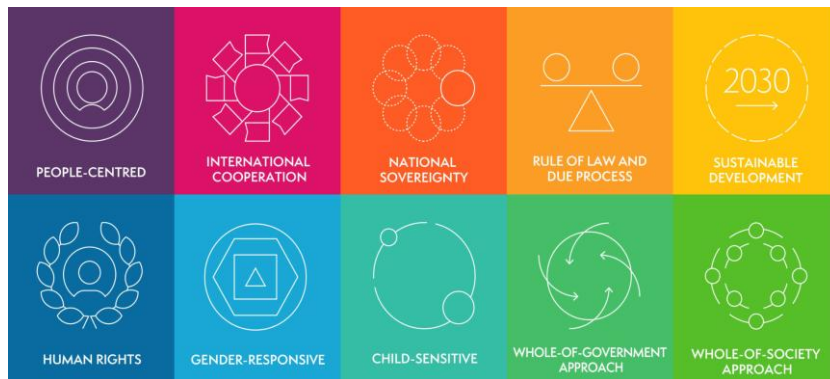 PEOPLE-CENTRED
INTERNATIONAL
COOPERATION
NATIONAL
SOVEREIGNTY
RULE OF LAW AND
DUE PROCESS
2030
SUSTAINABLE
DEVELOPMENT
HUMAN RIGHTS
GENDER-RESPONSIVE
CHILD-SENSITIVE
WHOLE-OF-GOVERNMENT
APPROACH
WHOLE-OF-SOCIETY
APPROACH